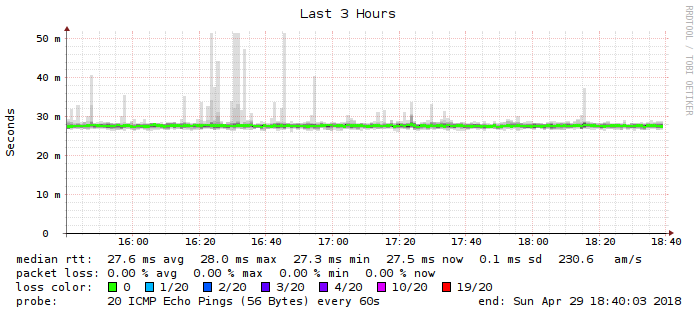 Last 3 Hours
RRDTOOL / TOBI OETIKER
Seconds
50 m
40 m
30 m
20 m
10 m
0
16:00 16:20 16:40 17:00 17:20 17:40 18:00 18:20 18:40
median rtt: 27.6 ms avg 28.0 ms max 27.3 ms min 27.5 ms now 0.1 ms sd 230.6 am/s
packet loss: 0.00 % avg 0.00 % max 0.00 % min 0.00 % now
loss color: 0 1/20 2/20 3/20 4/20 10/20 19/20
probe: 20 ICMP Echo Pings (56 Bytes) every 60s end: Sun Apr 29 18:40:03 2018